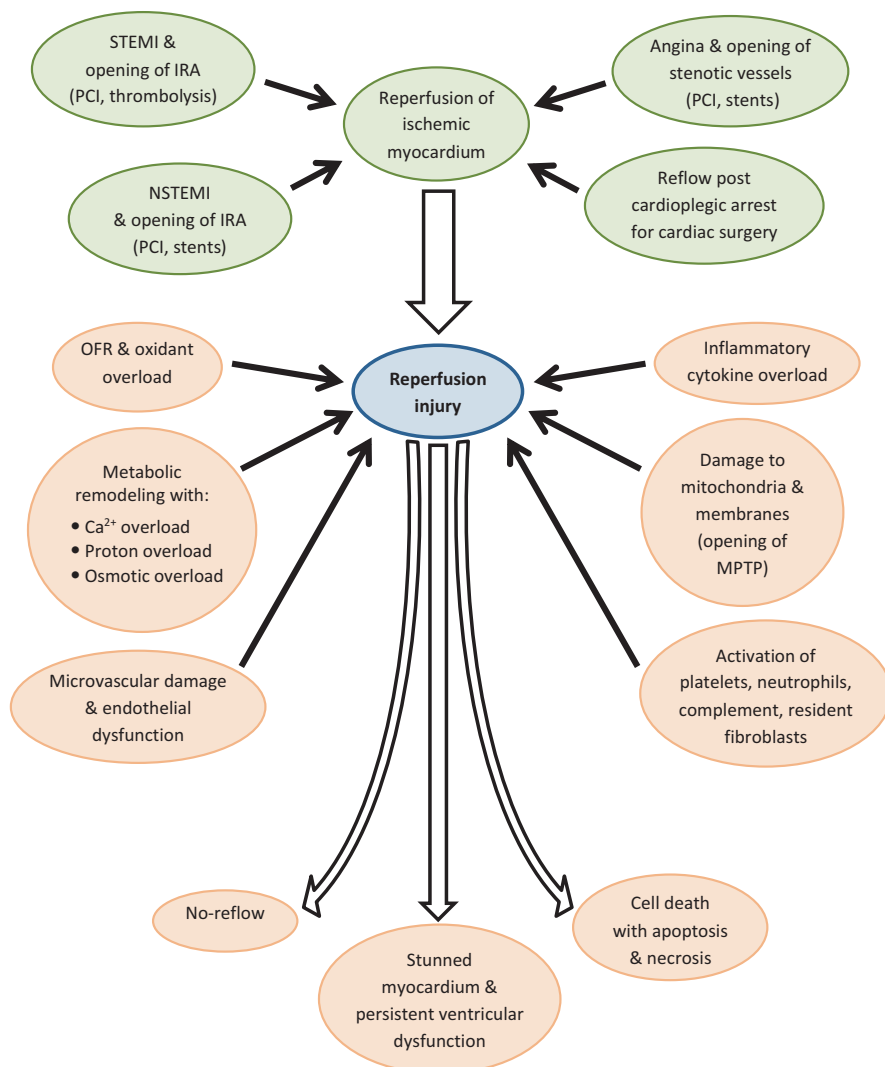 STEMI &
opening of IRA
(PCI, thrombolysis)
Angina & opening of
stenotic vessels
(PCI, stents)
Reperfusion of
ischemic
myocardium
NSTEMI
& opening of IRA
(PCI, stents)
Reflow post
cardioplegic arrest
for cardiac surgery
OFR & oxidant
overload
Reperfusion
injury
Inflammatory
cytokine overload
Metabolic
remodeling with:
• Ca²⁺ overload
• Proton overload
• Osmotic overload
Damage to
mitochondria &
membranes
(opening of
MPTP)
Microvascular damage
& endothelial
dysfunction
Activation of
platelets, neutrophils,
complement, resident
fibroblasts
No-reflow
Stunned
myocardium &
persistent ventricular
dysfunction
Cell death
with apoptosis
& necrosis